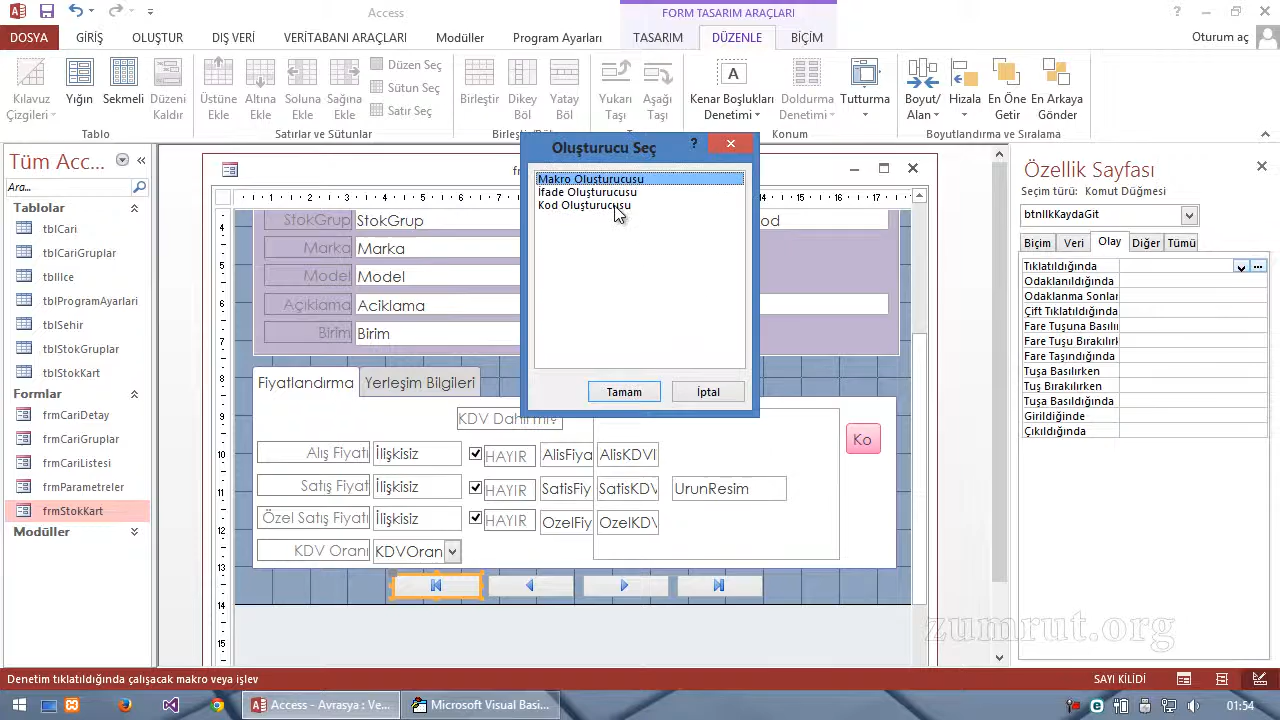 Access
FORM TASARIM ARAÇLARI
DOSYA
GİRİŞ
OLUŞTUR
DIŞ VERİ
VERİTABANI ARAÇLARI
Modüller
Program Ayarları
TASARIM
DÜZENLE
BİÇİM
Oturum aç
Kılavuz Çizgileri
Yığın
Sekmeli
Düzeni Kaldır
Üstüne Ekle
Altına Ekle
Soluna Ekle
Sağına Ekle
Düzen Seç
Sütun Seç
Satır Seç
Birleştir
Dikey Böl
Yatay Böl
Yukarı Taşı
Aşağı Taşı
Kenar Boşlukları Denetimi
Doldurma Denetimi
Tutturma
Boyut/ Alan
Hizala
En Öne Getir
En Arkaya Gönder
Tablo
Satırlar ve Sütunlar
Birleştir/Böl
Konum
Boyutlandırma ve Sıralama
Tüm Acc...
Ara...
Tablolar
tblCari
tblCariGruplar
tblIlce
tblProgramAyarlari
tblSehir
tblStokGruplar
tblStokKart
Formlar
frmCariDetay
frmCariGruplar
frmCariListesi
frmParametreler
frmStokKart
Modüller
Oluşturucu Seç
Makro Oluşturucusu
İfade Oluşturucusu
Kod Oluşturucusu
Tamam
İptal
StokGrup StokGrup
Marka Marka
Model Model
Açıklama Aciklama
Birim Birim
Fiyatlandırma
Yerleşim Bilgileri
KDV Dahil mi?
Alış Fiyatı İlişkisiz HAYIR AlisFiya AlisKDVI
Satış Fiyat İlişkisiz HAYIR SatisFiy SatisKDV UrunResim
Özel Satış Fiyatı İlişkisiz HAYIR OzelFiy OzelKDV
KDV Oranı KDVOran
Ko
Özellik Sayfası
Seçim türü: Komut Düğmesi
btnIlkKaydaGit
Biçim
Veri
Olay
Diğer
Tümü
Tıklatıldığında
Odaklanıldığında
Odaklanma Sonlar
Çift Tıklatıldığında
Fare Tuşuna Basılı
Fare Tuşu Bırakılır
Fare Taşındığında
Tuşa Basılırken
Tuş Bırakılırken
Tuşa Basıldığında
Girildiğinde
Çıkıldığında
zumrut.org
Denetim tıklatıldığında çalışacak makro veya işlev
SAYI KİLİDİ
Access - Avrasya : Ve...
Microsoft Visual Basi...
01:54